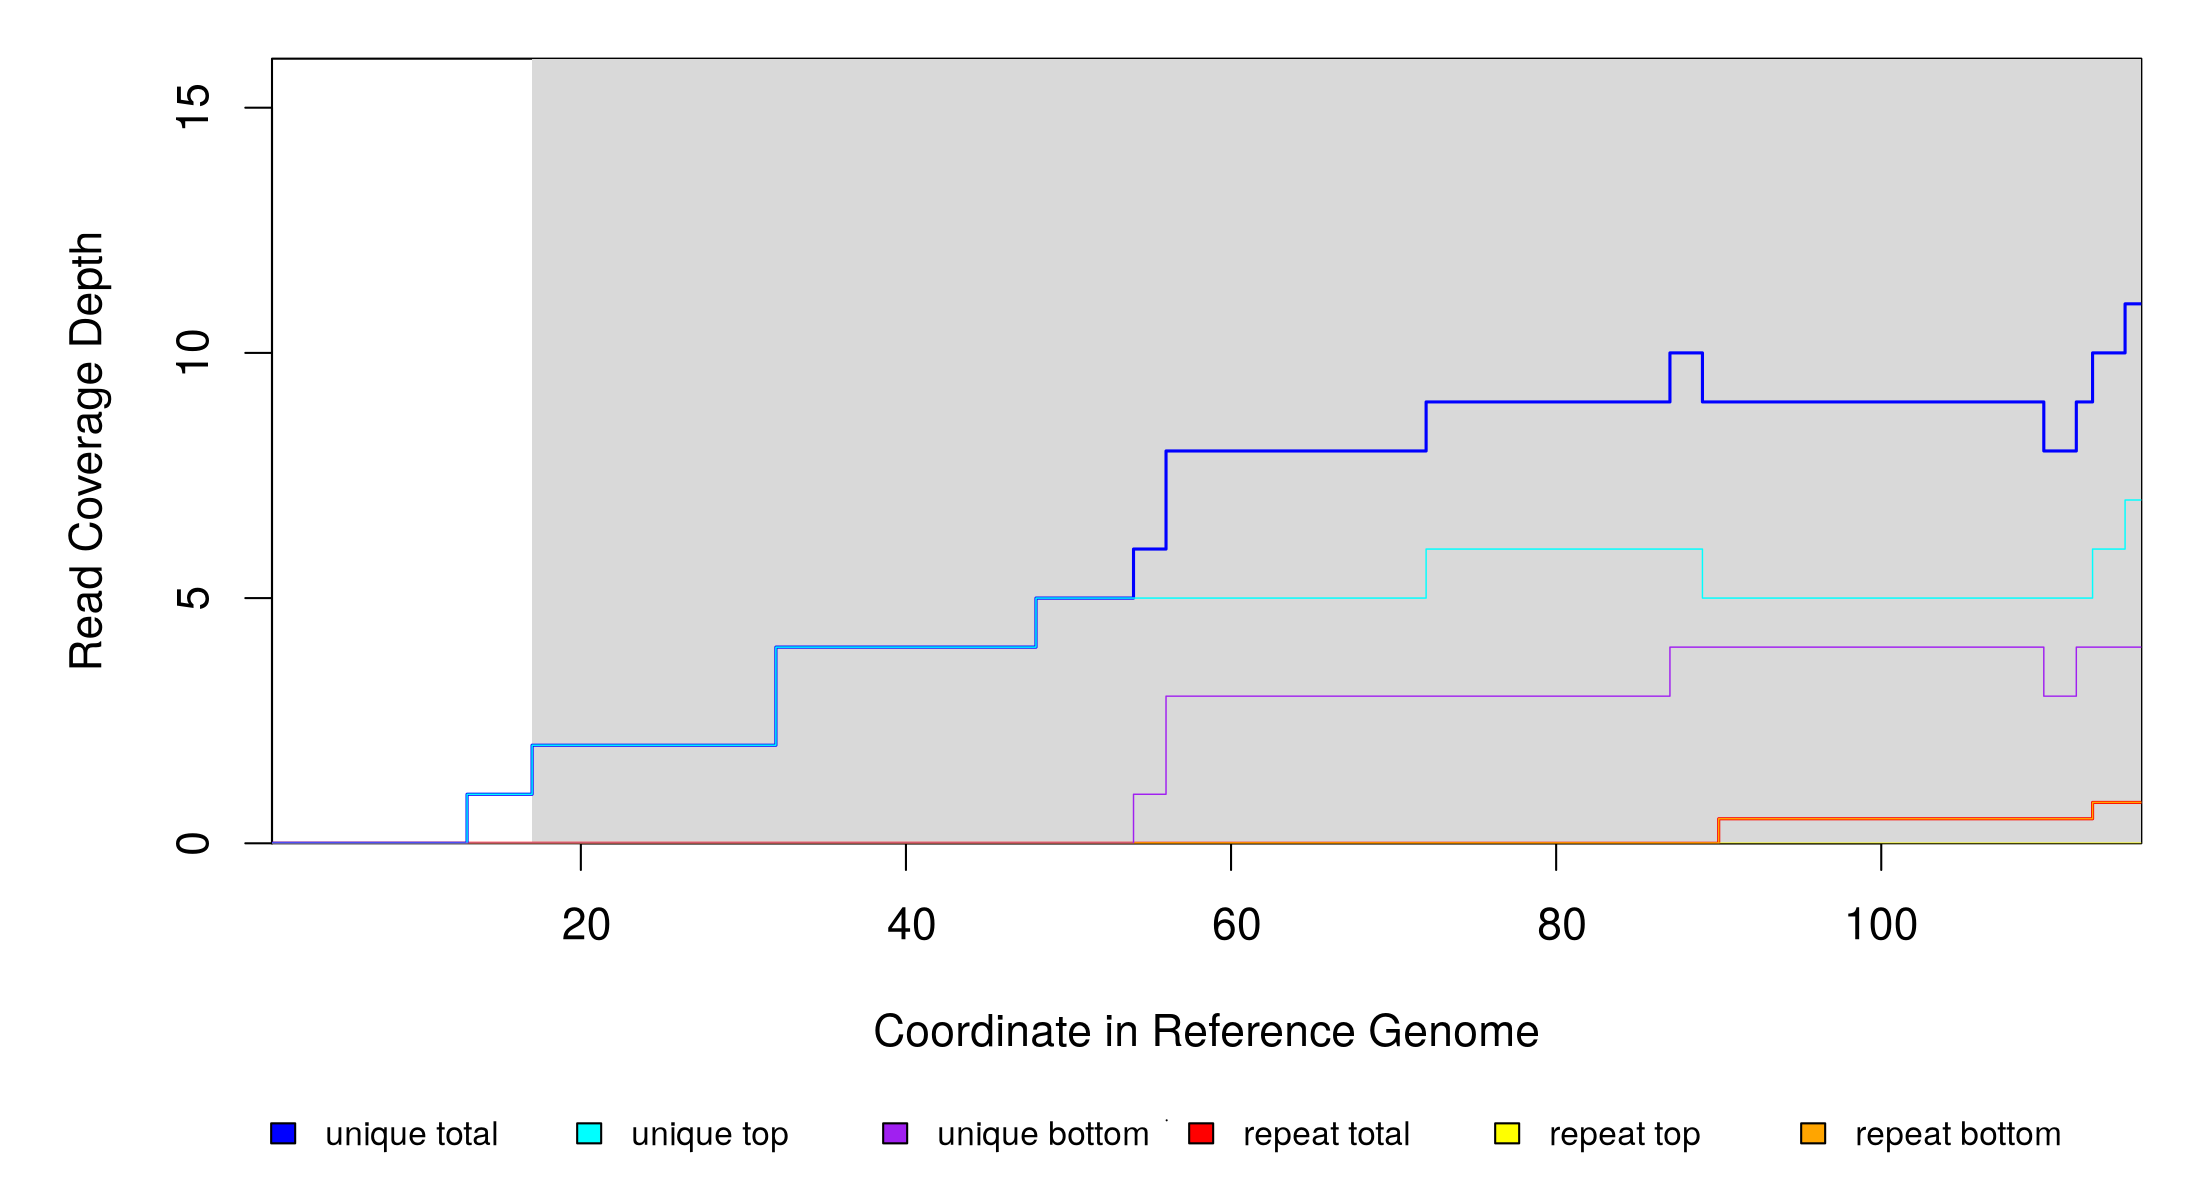 15
10
5
0
Read Coverage Depth
20 40 60 80 100
Coordinate in Reference Genome
unique total unique top unique bottom repeat total repeat top repeat bottom